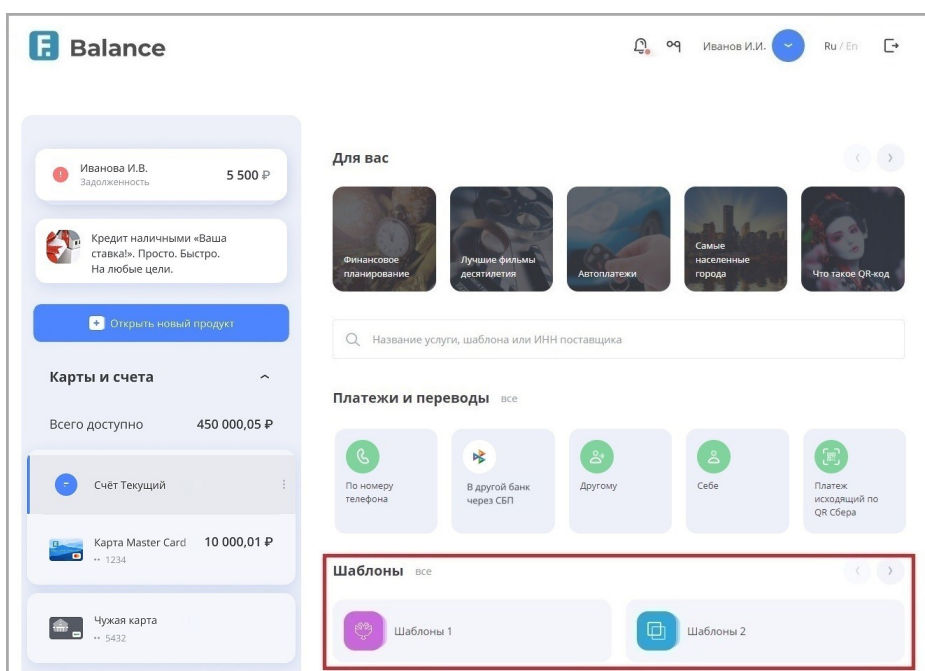 F. Balance
Иванов И.И.
Ru / En
Иванова И.В.
Задолженность
5 500 ₽
Кредит наличными «Ваша
ставка!». Просто. Быстро.
На любые цели.
Открыть новый продукт
Карты и счета
Всего доступно 450 000,05 ₽
Счёт Текущий
Карта Master Card 10 000,01 ₽
•• 1234
Чужая карта
•• 5432
Для вас
Финансовое
планирование
Лучшие фильмы
десятилетия
Автоплатежи
Самые
населенные
города
Что такое QR-код
Название услуги, шаблона или ИНН поставщика
Платежи и переводы все
По номеру
телефона
В другой банк
через СБП
Другому
Себе
Платеж
исходящий по
QR Сбера
Шаблоны все
Шаблоны 1
Шаблоны 2